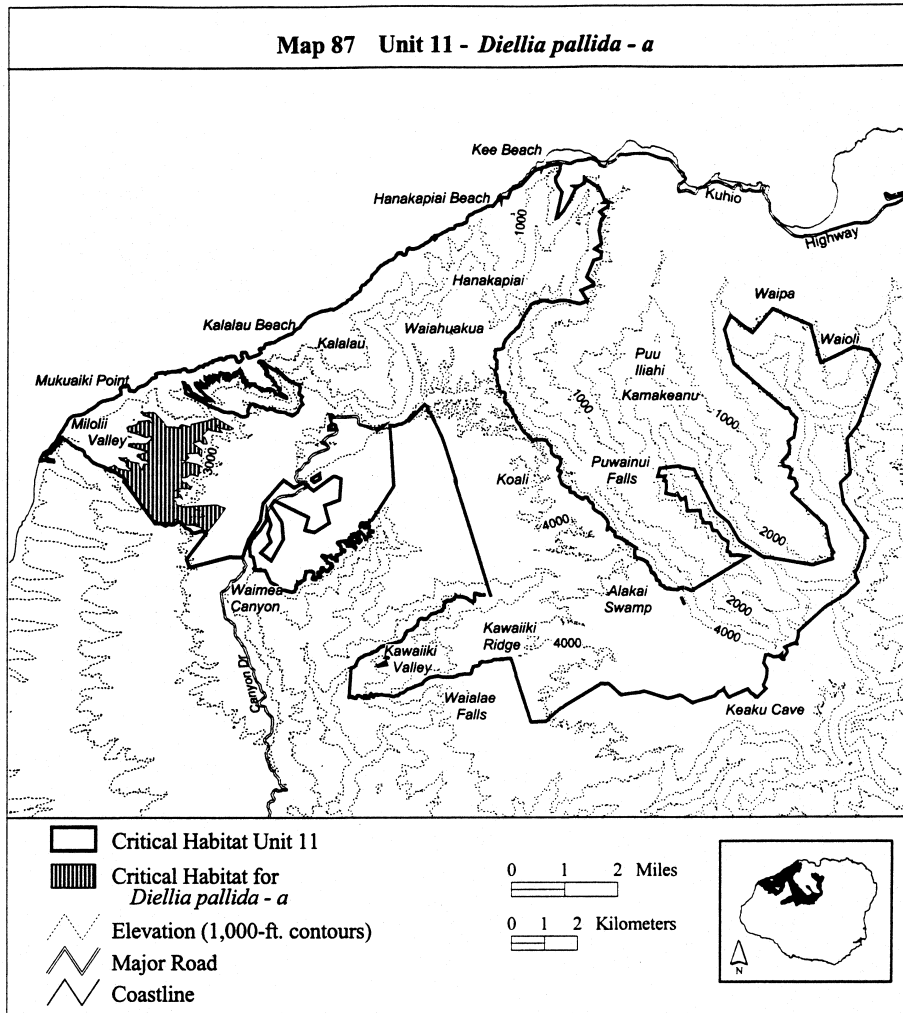 Map 87 Unit 11 - Diellia pallida - a
Kee Beach
Hanakapiai Beach
Kuhio
Highway
1000
Hanakapiai
Waipa
Kalalau Beach
Waiahuakua
Kalalau
Waioli
Puu
Iliahi
Mukuaiki Point
Kamakeanu
1000
1000
Milolii
Valley
3000
Puwainui
Falls
Koali
4000
2000
Waimea
Canyon
Alakai
Swamp
2000
4000
Kawaiiki
Ridge
4000
Kawaiiki
Valley
Canyon Dr
Waialae
Falls
Keaku Cave
Critical Habitat Unit 11
Critical Habitat for
Diellia pallida - a
Elevation (1,000-ft. contours)
Major Road
Coastline
0 1 2 Miles
0 1 2 Kilometers
N